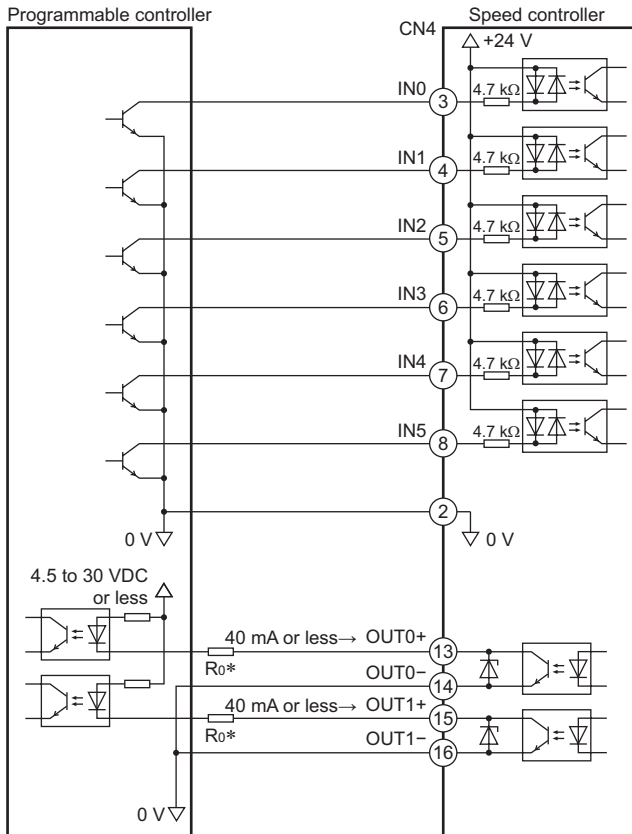 Programmable controller
Speed controller
CN4
+24 V
IN0
3
4.7 kΩ
IN1
4
4.7 kΩ
IN2
5
4.7 kΩ
IN3
6
4.7 kΩ
IN4
7
4.7 kΩ
IN5
8
4.7 kΩ
2
0 V
0 V
4.5 to 30 VDC
or less
40 mA or less→ OUT0+
13
R0*
OUT0−
14
40 mA or less→ OUT1+
15
R0*
OUT1−
16
0 V